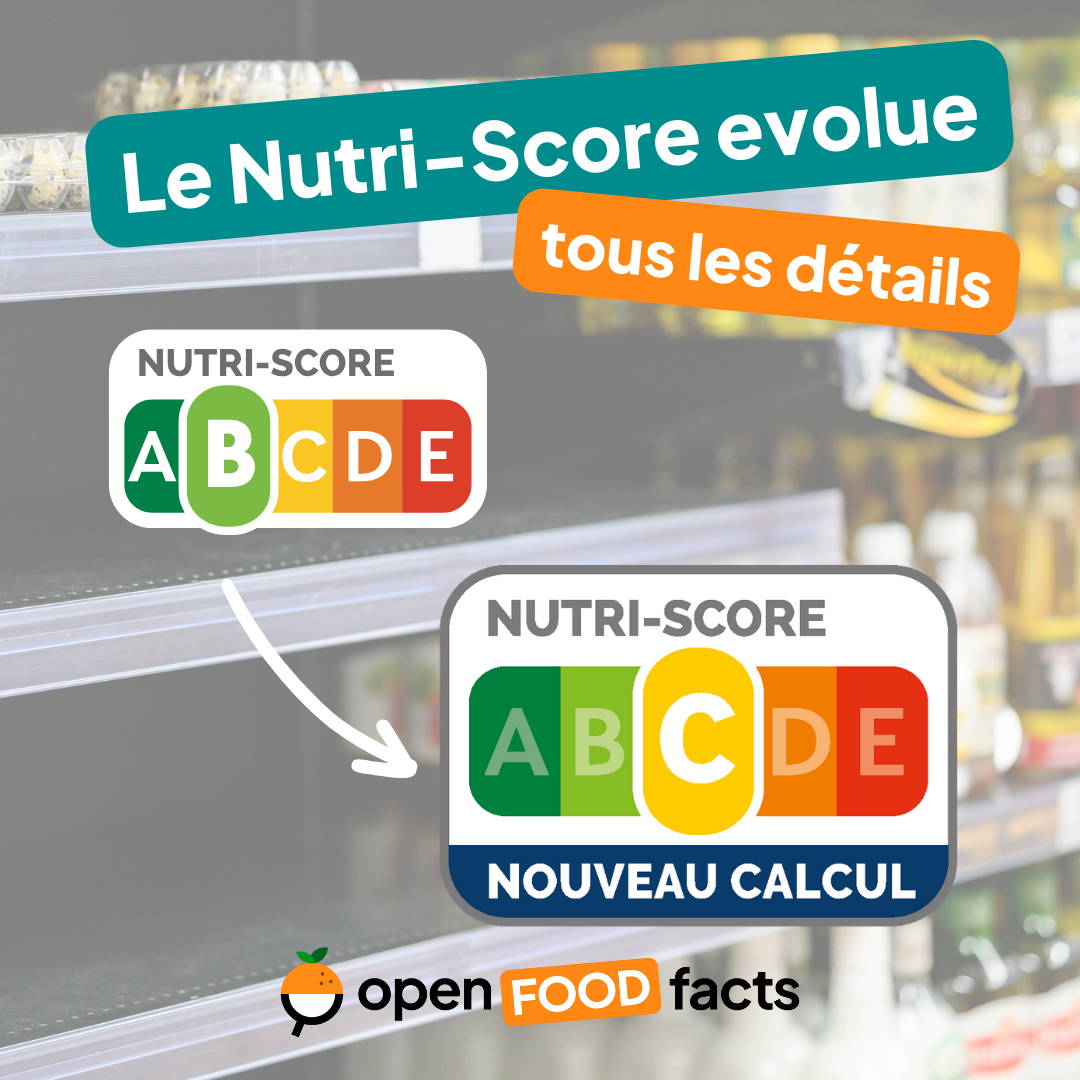 Le Nutri-Score evolue
tous les détails
NUTRI-SCORE
A B C D E
NUTRI-SCORE
A B C D E
NOUVEAU CALCUL
open FOOD facts